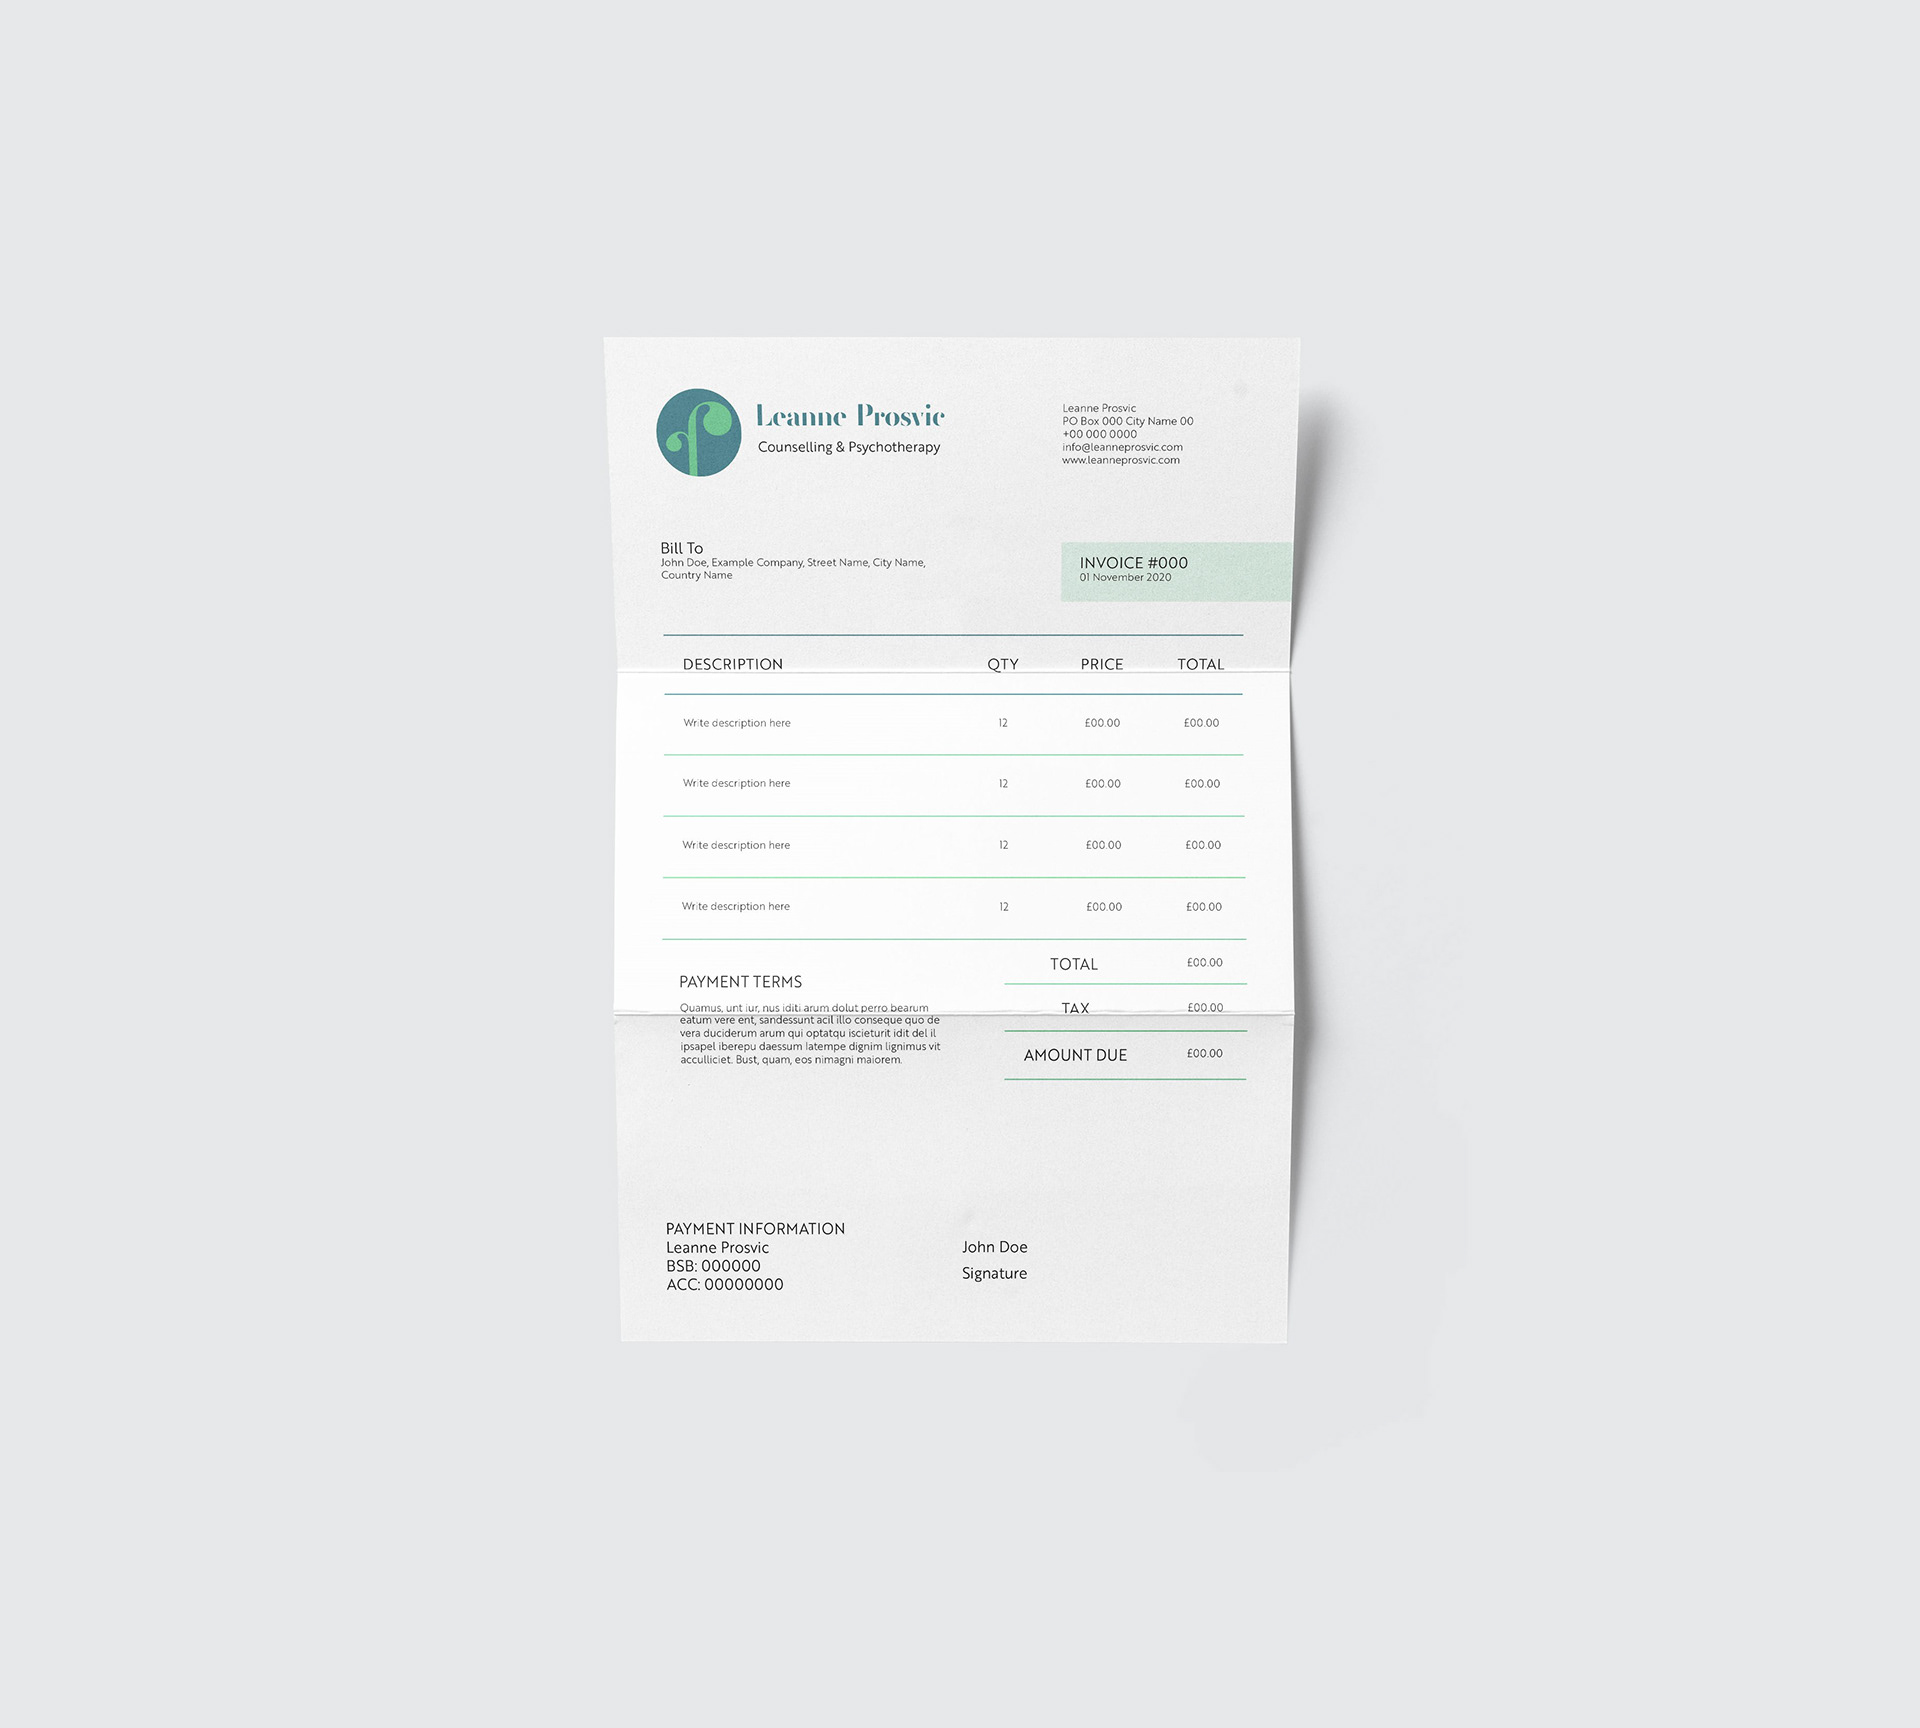 Leanne Prosvic
Counselling & Psychotherapy
Leanne Prosvic
PO Box 000 City Name 00
+00 000 0000
info@leanneprosvic.com
www.leanneprosvic.com
Bill To
John Doe, Example Company, Street Name, City Name,
Country Name
INVOICE #000
01 November 2020
DESCRIPTION QTY PRICE TOTAL
Write description here 12 £00.00 £00.00
Write description here 12 £00.00 £00.00
Write description here 12 £00.00 £00.00
Write description here 12 £00.00 £00.00
TOTAL £00.00
TAX £00.00
AMOUNT DUE £00.00
PAYMENT TERMS
Quamus, unt iur, nus iditi arum dolut perro bearum
eatum vere ent, sandessunt acil illo conseque quo de
vera duciderum arum qui optatqu iscieturit idit del il
ipsapel iberepu daessum latempe dignim lignimus vit
acculliciet. Bust, quam, eos nimagni maiorem.
PAYMENT INFORMATION
Leanne Prosvic
BSB: 000000
ACC: 00000000
John Doe
Signature